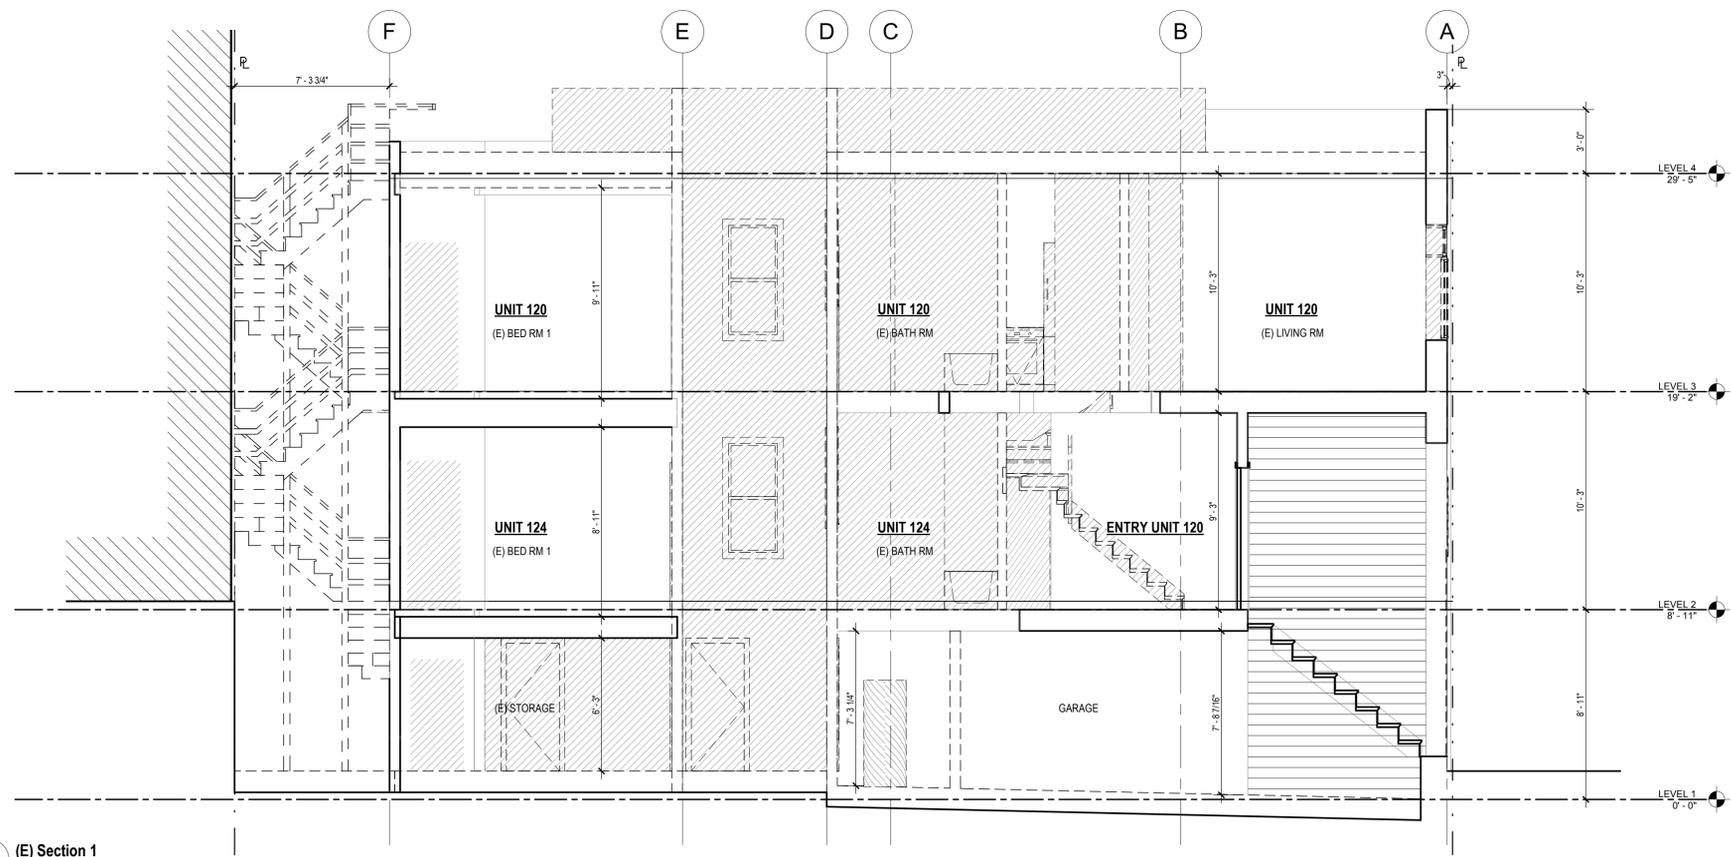 F
E
D
C
B
A
PL
PL
7' - 3 3/4"
3"
3' - 0"
LEVEL 4
29' - 5"
9' - 11"
10' - 3"
10' - 3"
UNIT 120
(E) BED RM 1
UNIT 120
(E) BATH RM
UNIT 120
(E) LIVING RM
LEVEL 3
19' - 2"
8' - 11"
9' - 3"
10' - 3"
UNIT 124
(E) BED RM 1
UNIT 124
(E) BATH RM
ENTRY UNIT 120
LEVEL 2
8' - 11"
6' - 3"
7' - 3 1/4"
7' - 8 7/16"
8' - 11"
(E) STORAGE
GARAGE
LEVEL 1
0' - 0"
(E) Section 1